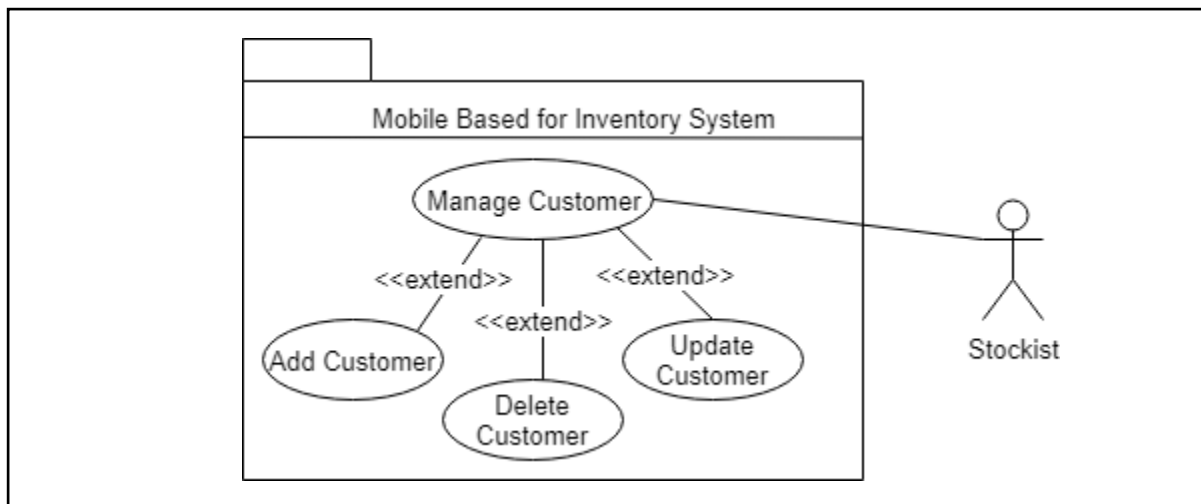 Mobile Based for Inventory System
Manage Customer
<<extend>>
<<extend>>
<<extend>>
Add Customer
Delete
Customer
Update
Customer
Stockist